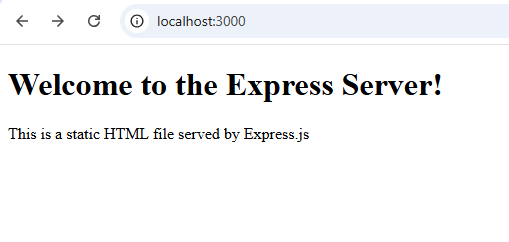 localhost:3000
Welcome to the Express Server!
This is a static HTML file served by Express.js